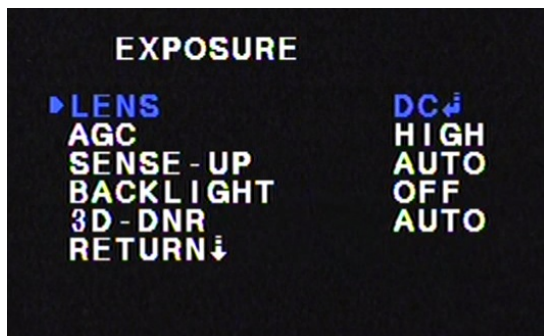 EXPOSURE
LENS DC↲
AGC HIGH
SENSE-UP AUTO
BACKLIGHT OFF
3D-DNR AUTO
RETURN↓